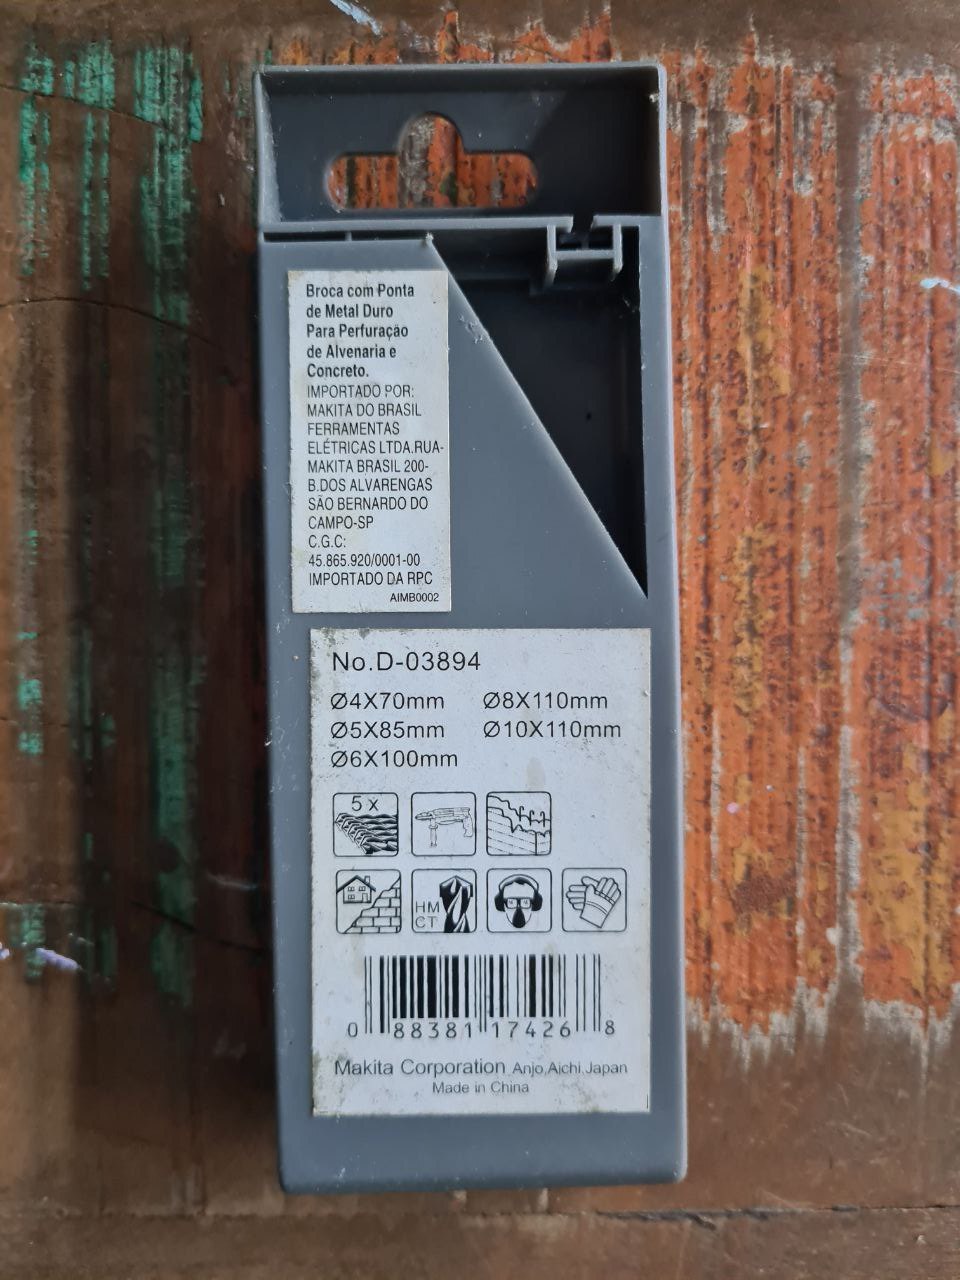 Broca com Ponta
de Metal Duro
Para Perfuração
de Alvenaria e
Concreto.
IMPORTADO POR:
MAKITA DO BRASIL
FERRAMENTAS
ELÉTRICAS LTDA.RUA-
MAKITA BRASIL 200-
B.DOS ALVARENGAS
SÃO BERNARDO DO
CAMPO-SP
C.G.C:
45.865.920/0001-00
IMPORTADO DA RPC
AIMB0002
No.D-03894
Ø4X70mm Ø8X110mm
Ø5X85mm Ø10X110mm
Ø6X100mm
5 x
HM
CT
0 88381 17426 8
Makita Corporation Anjo,Aichi,Japan
Made in China